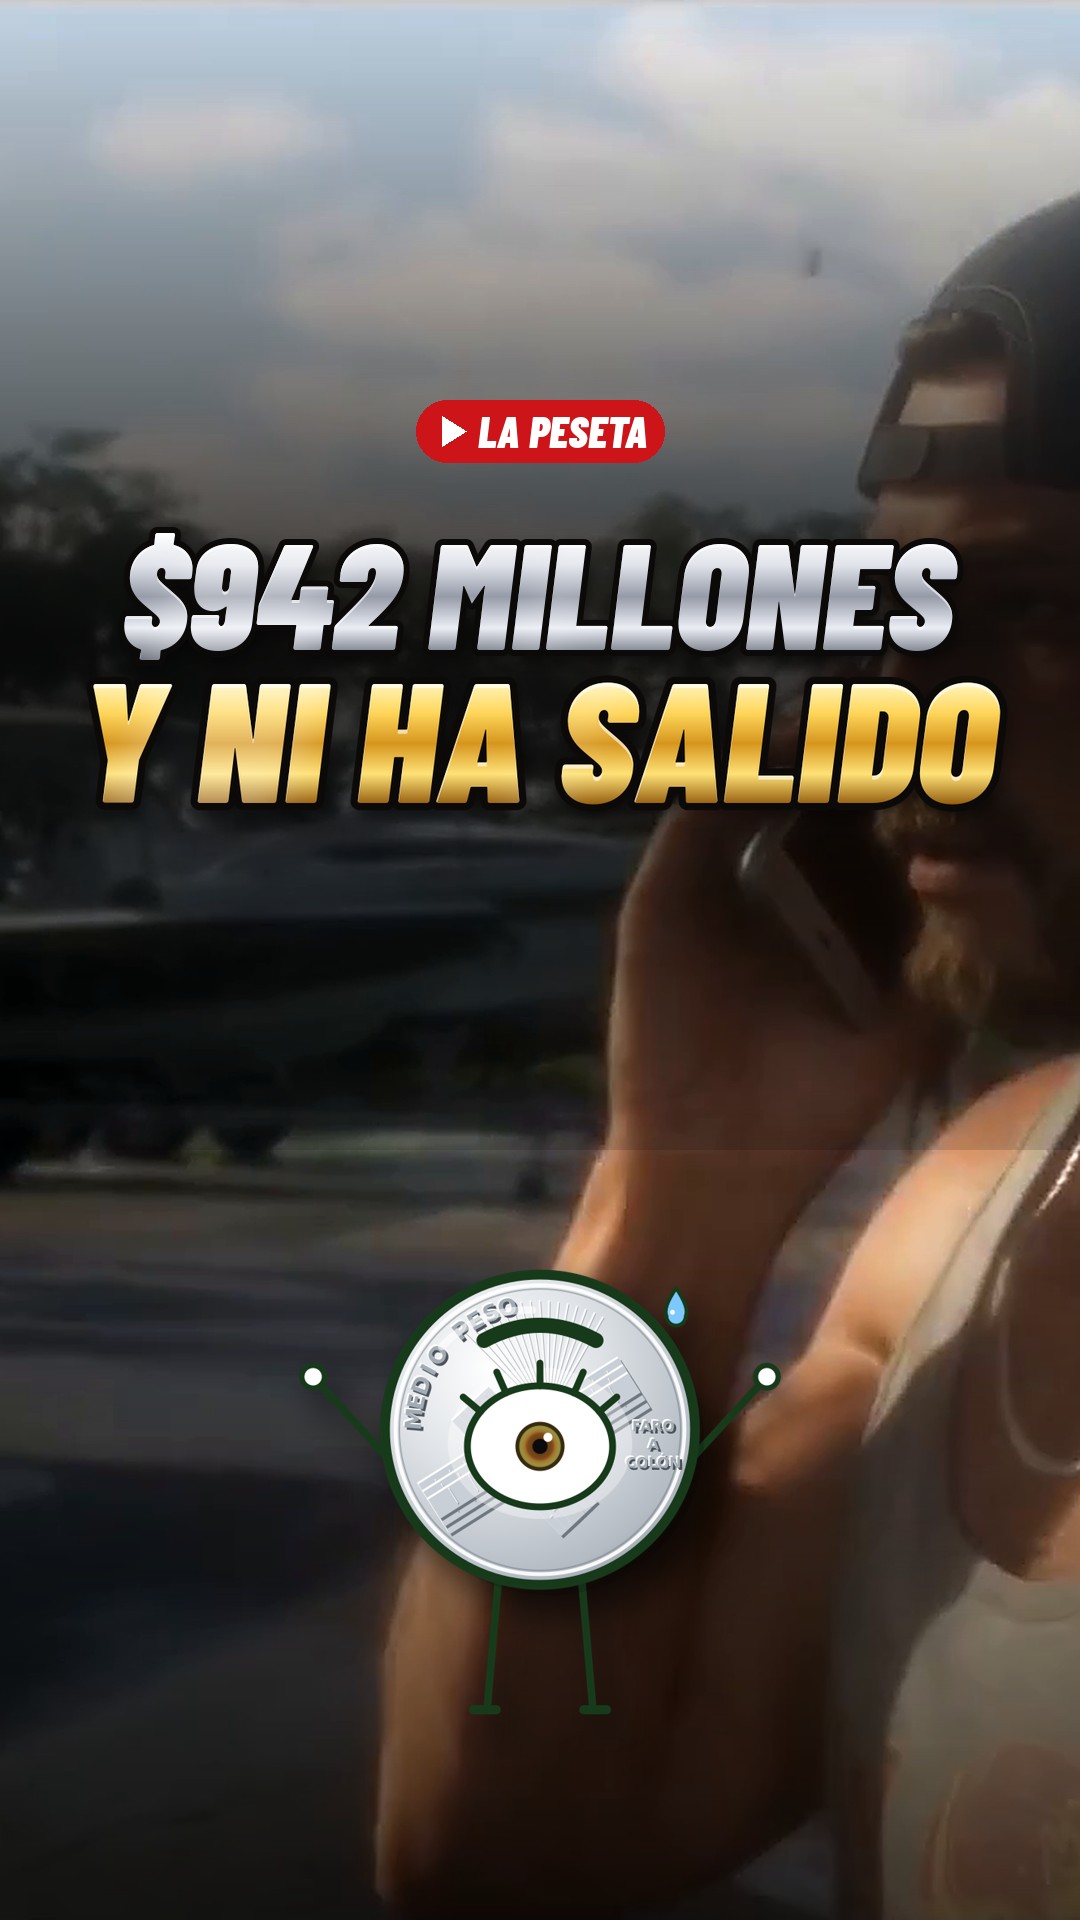 LA PESETA
$942 MILLONES
Y NI HA SALIDO
MEDIO PESO
FARO
A
COLÓN